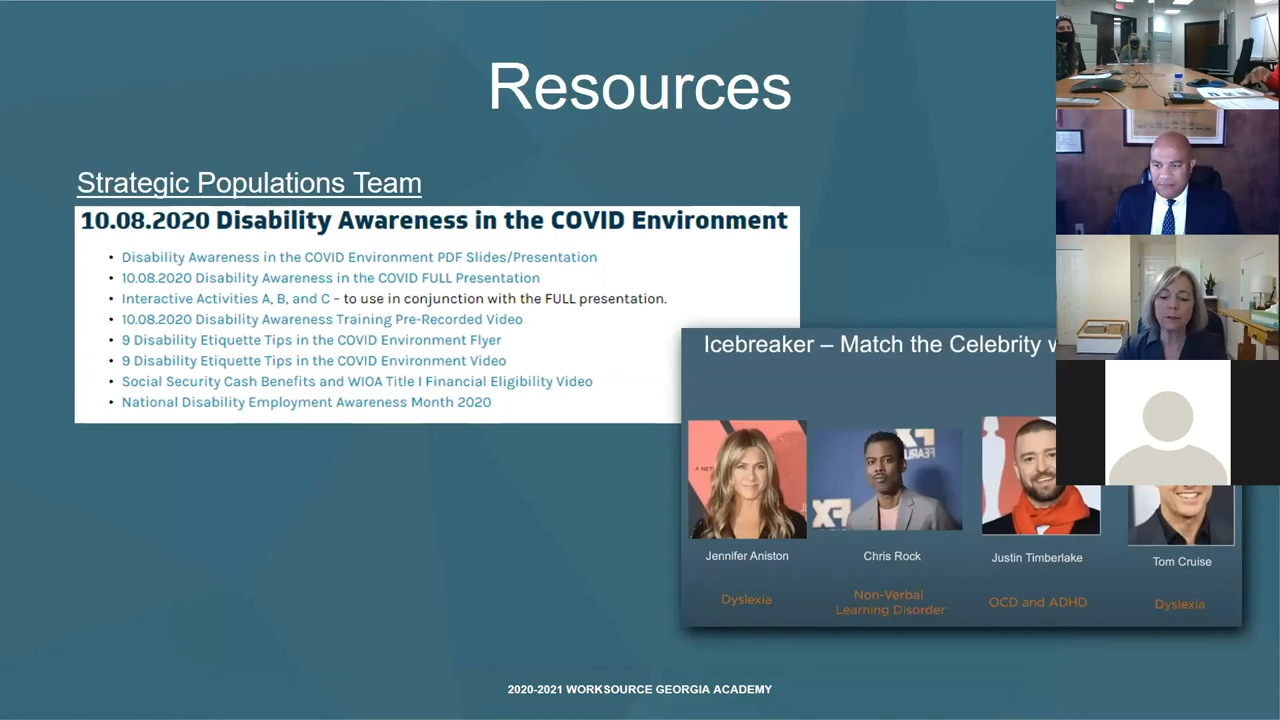 Resources
Strategic Populations Team
10.08.2020 Disability Awareness in the COVID Environment
• Disability Awareness in the COVID Environment PDF Slides/Presentation
• 10.08.2020 Disability Awareness in the COVID FULL Presentation
• Interactive Activities A, B, and C – to use in conjunction with the FULL presentation.
• 10.08.2020 Disability Awareness Training Pre-Recorded Video
• 9 Disability Etiquette Tips in the COVID Environment Flyer
• 9 Disability Etiquette Tips in the COVID Environment Video
• Social Security Cash Benefits and WIOA Title I Financial Eligibility Video
• National Disability Employment Awareness Month 2020
Icebreaker – Match the Celebrity
FX
FX
Jennifer Aniston
Chris Rock
Justin Timberlake
Tom Cruise
Dyslexia
Non-Verbal
Learning Disorder
OCD and ADHD
Dyslexia
2020-2021 WORKSOURCE GEORGIA ACADEMY